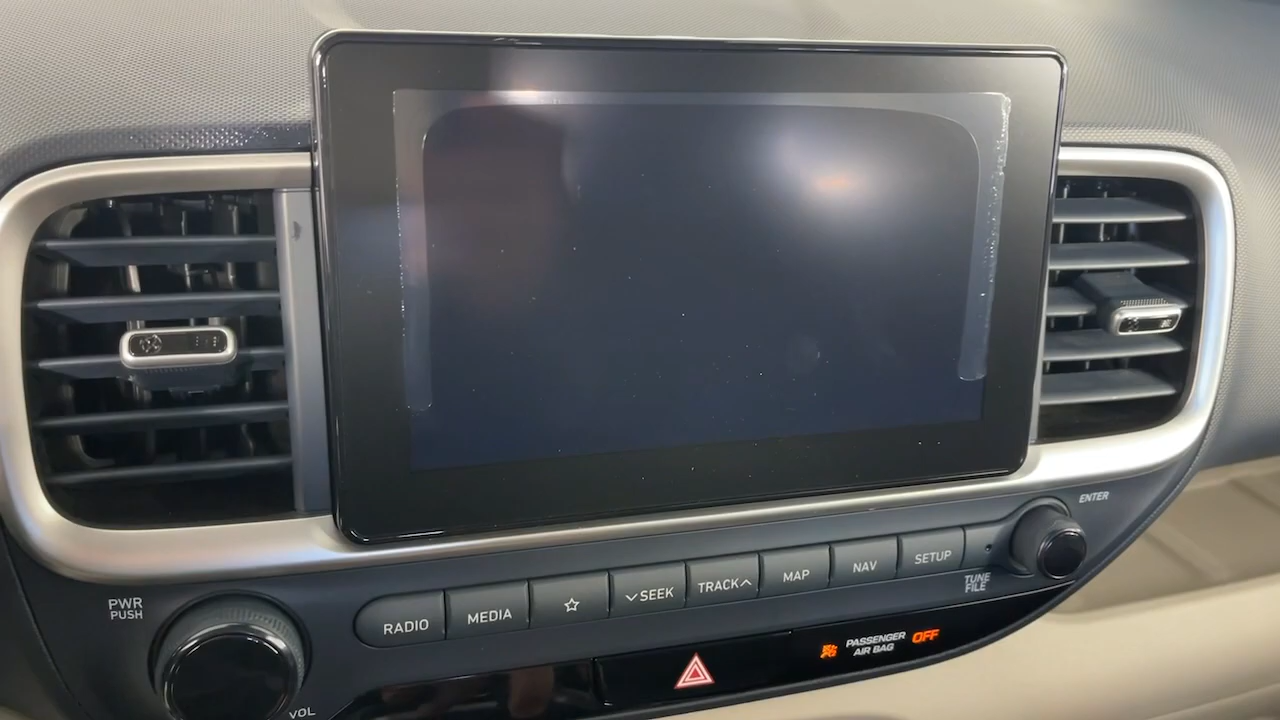 PWR
PUSH
VOL
RADIO
MEDIA
SEEK
TRACK
MAP
NAV
SETUP
ENTER
TUNE
FILE
PASSENGER
AIR BAG
OFF